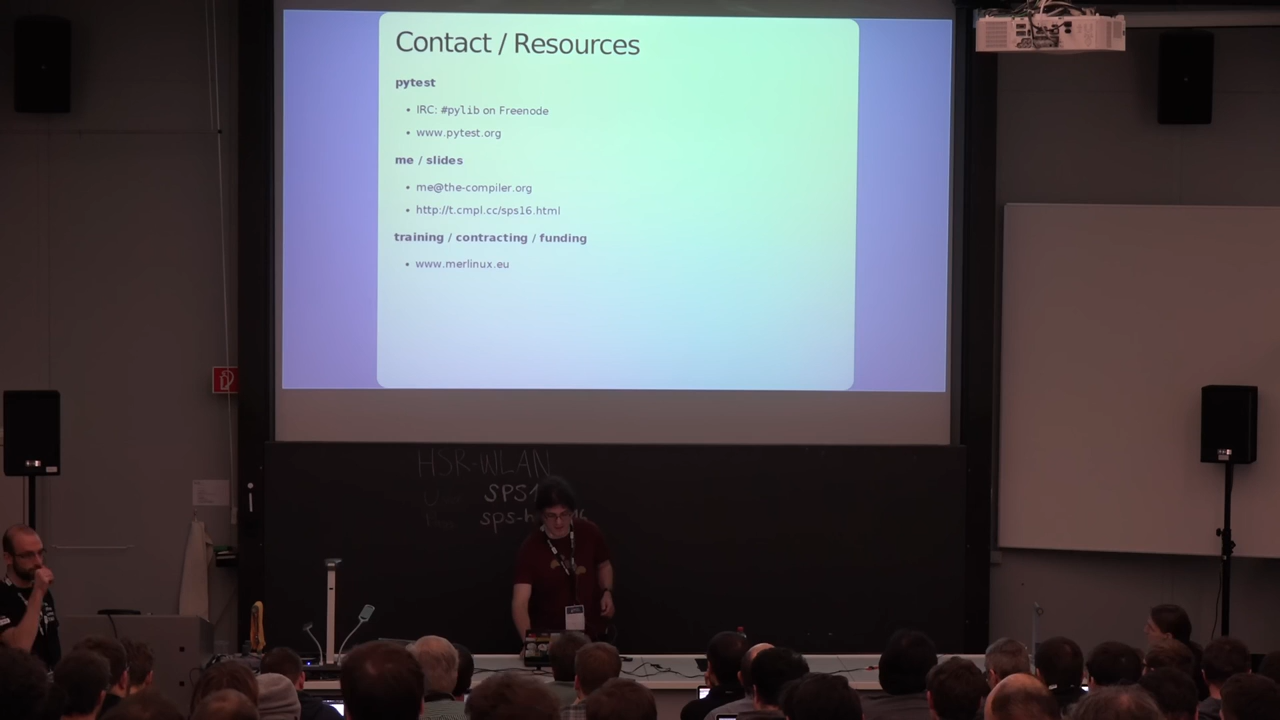 Contact / Resources
pytest
• IRC: #pylib on Freenode
• www.pytest.org
me / slides
• me@the-compiler.org
• http://t.cmpl.cc/sps16.html
training / contracting / funding
• www.merlinux.eu
HSR-WLAN
SPS1
sps-h